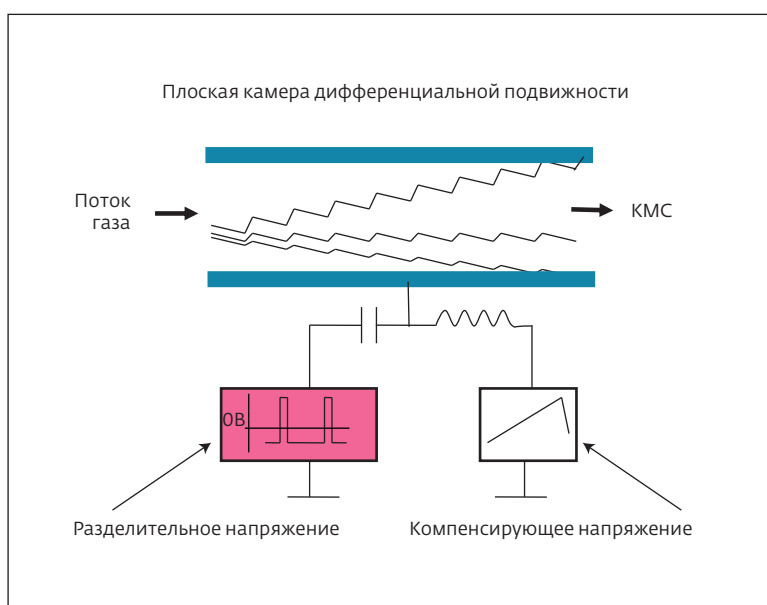 Плоская камера дифференциальной подвижности
Поток
газа
КМС
0В
Разделительное напряжение
Компенсирующее напряжение